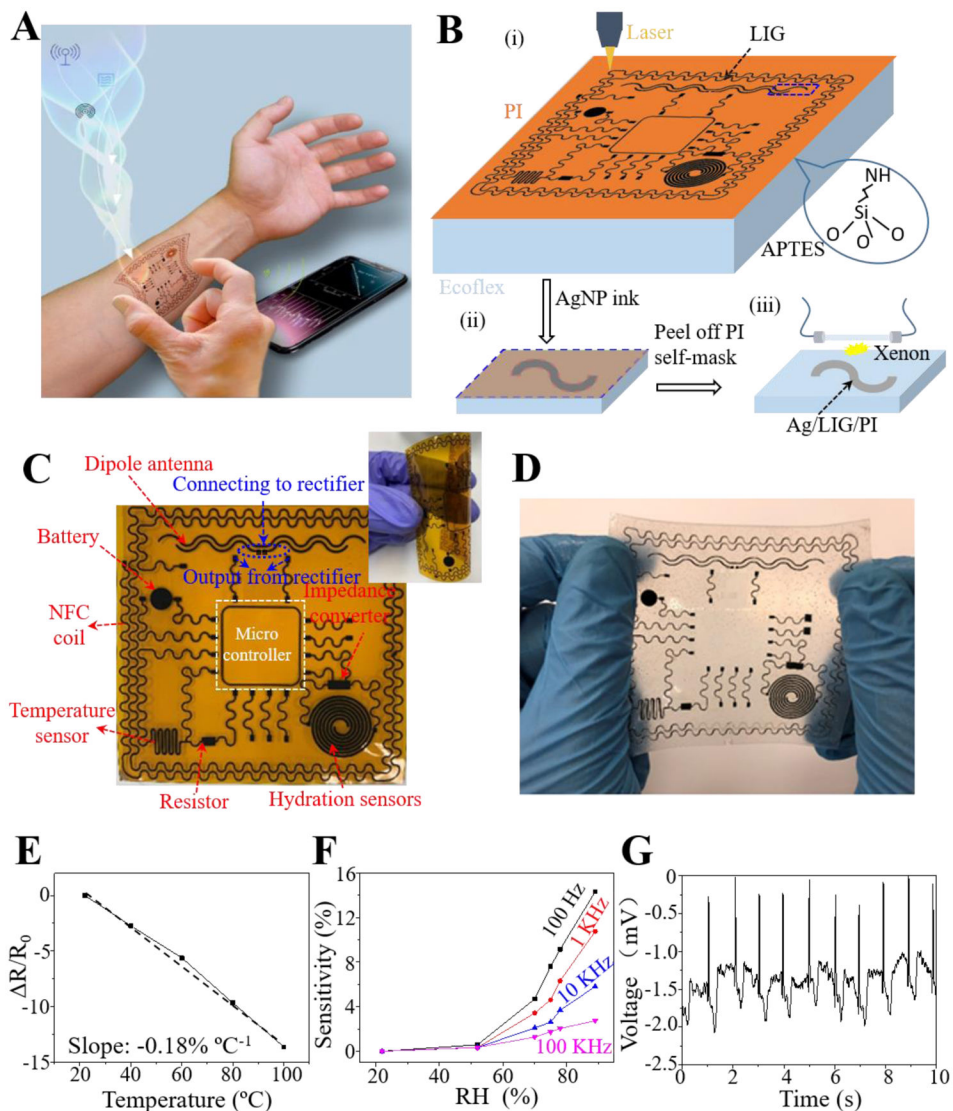 A
B
(i)
Laser
LIG
PI
NH
Si
O
O
O
APTES
Ecoflex
(ii)
AgNP ink
Peel off PI
self-mask
(iii)
Xenon
Ag/LIG/PI
C
Dipole antenna
Connecting to rectifier
Battery
Output from rectifier
Impedance
converter
NFC
coil
Micro
controller
Temperature
sensor
Resistor
Hydration sensors
D
E
ΔR/R0
0
-5
-10
-15
Slope: -0.18% ºC-1
20
40
60
80
100
Temperature (ºC)
F
Sensitivity (%)
16
12
8
4
0
100 Hz
1 KHz
10 KHz
100 KHz
20
40
60
80
RH (%)
G
Voltage (mV)
0
-0.5
-1.0
-1.5
-2.0
-2.5
0
2
4
6
8
10
Time (s)